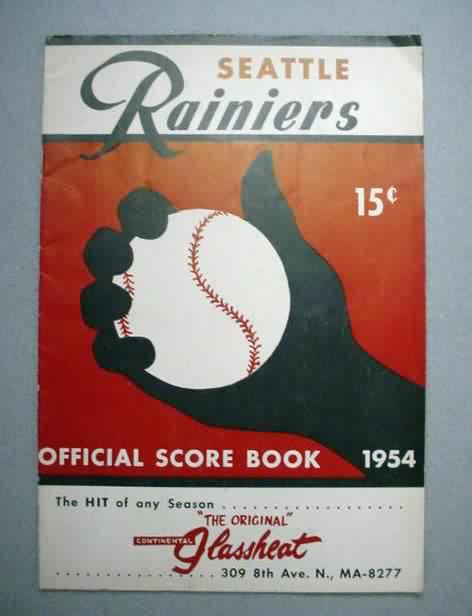 SEATTLE
Rainiers
15¢
OFFICIAL SCORE BOOK 1954
The HIT of any Season ....................
"THE ORIGINAL"
CONTINENTAL Glassheat
.................. 309 8th Ave. N., MA-8277